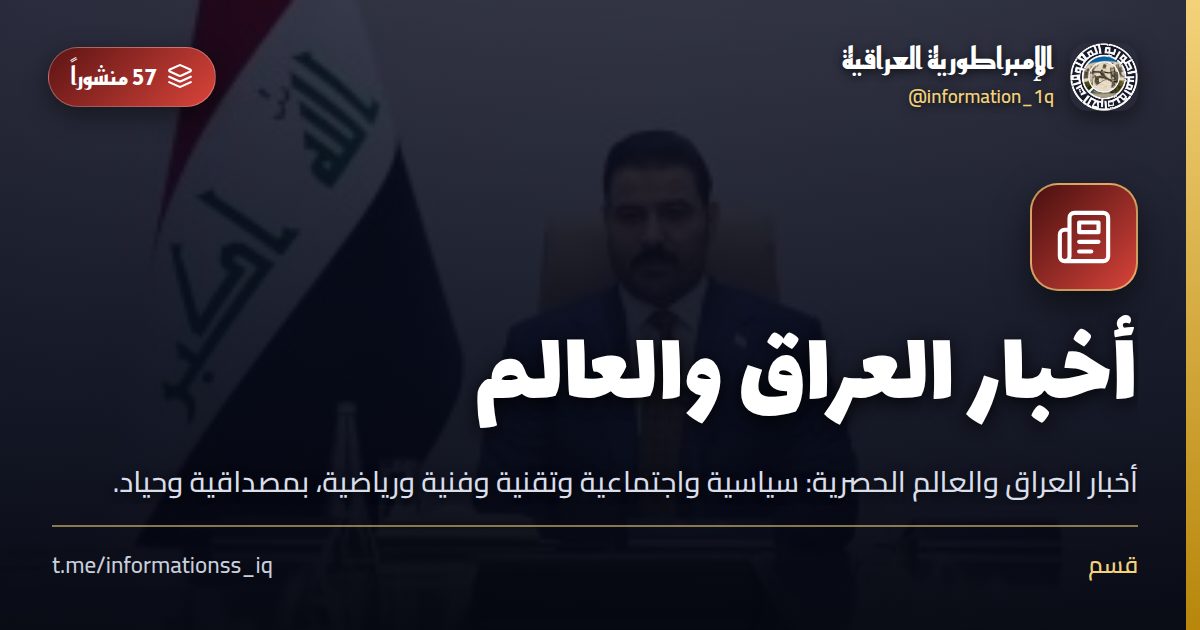 الإمبراطورية العراقية
@information_1q
57 منشوراً
الله اكبر
أخبار العراق والعالم
أخبار العراق والعالم الحصرية: سياسية واجتماعية وتقنية وفنية ورياضية، بمصداقية وحياد.
قسم
t.me/informationss_iq